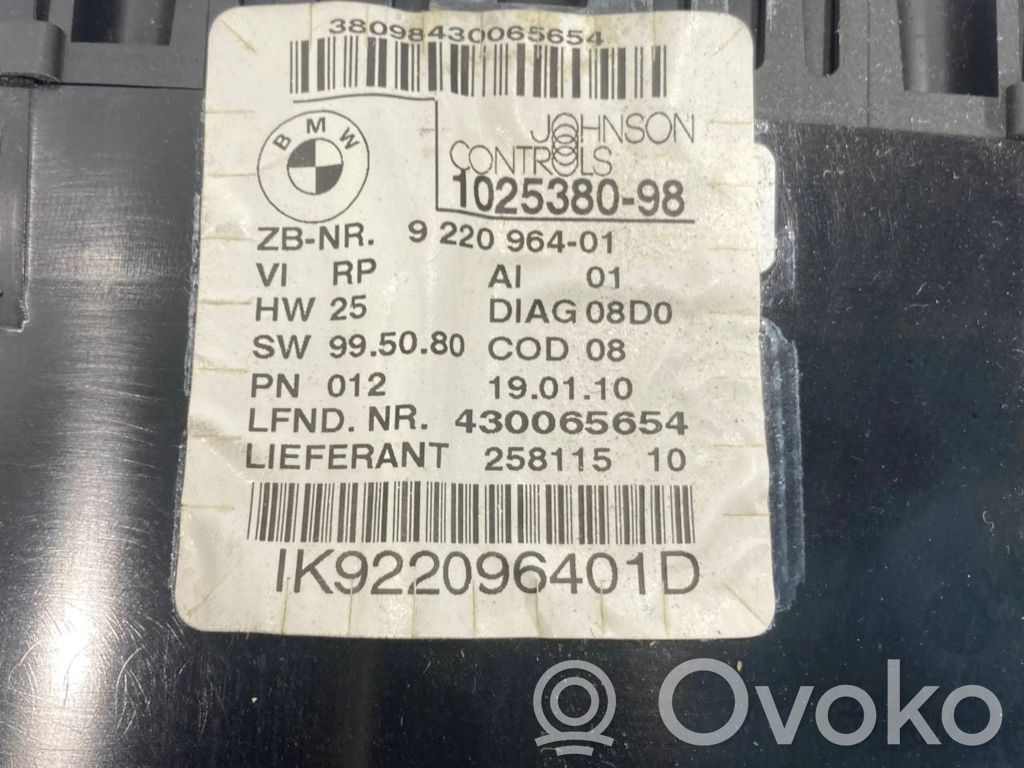 38098430065654
BMW
JOHNSON
CONTROLS
1025380-98
ZB-NR. 9 220 964-01
VI RP AI 01
HW 25 DIAG 08D0
SW 99.50.80 COD 08
PN 012 19.01.10
LFND. NR. 430065654
LIEFERANT 258115 10
IK922096401D
Ovoko